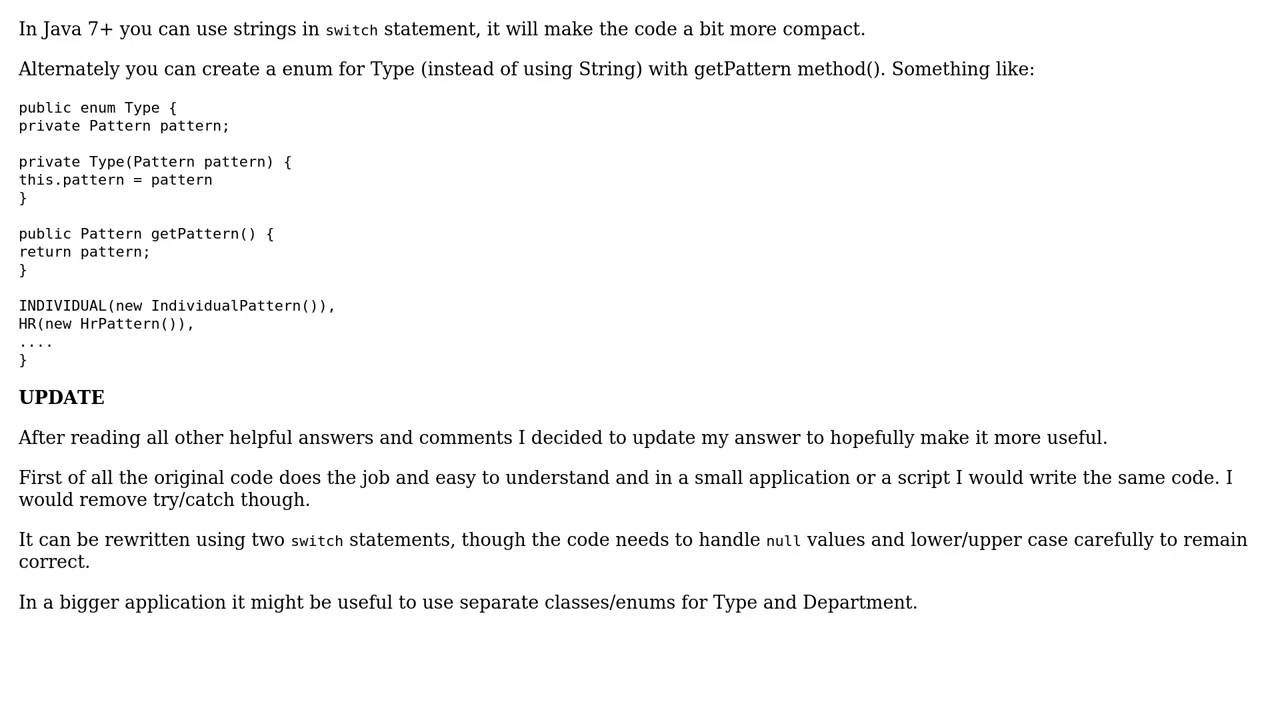 In Java 7+ you can use strings in switch statement, it will make the code a bit more compact.
Alternately you can create a enum for Type (instead of using String) with getPattern method(). Something like:
public enum Type {
private Pattern pattern;
private Type(Pattern pattern) {
this.pattern = pattern
}
public Pattern getPattern() {
return pattern;
}
INDIVIDUAL(new IndividualPattern()),
HR(new HrPattern()),
....
}
UPDATE
After reading all other helpful answers and comments I decided to update my answer to hopefully make it more useful.
First of all the original code does the job and easy to understand and in a small application or a script I would write the same code. I
would remove try/catch though.
It can be rewritten using two switch statements, though the code needs to handle null values and lower/upper case carefully to remain
correct.
In a bigger application it might be useful to use separate classes/enums for Type and Department.